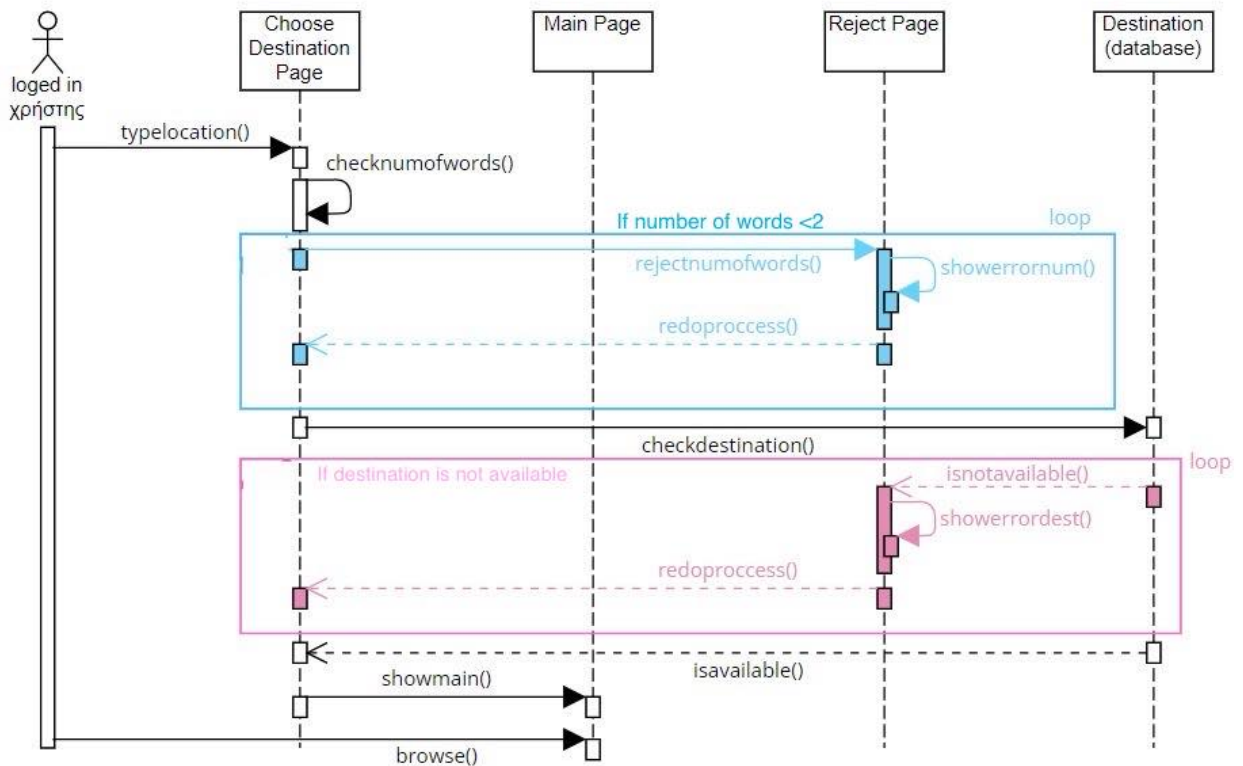 loged in
χρήστης
Choose
Destination
Page
Main Page
Reject Page
Destination
(database)
typelocation()
checknumofwords()
If number of words <2
loop
rejectnumofwords()
showerrornum()
redoproccess()
checkdestination()
loop
If destination is not available
isnotavailable()
showerrordest()
redoproccess()
isavailable()
showmain()
browse()